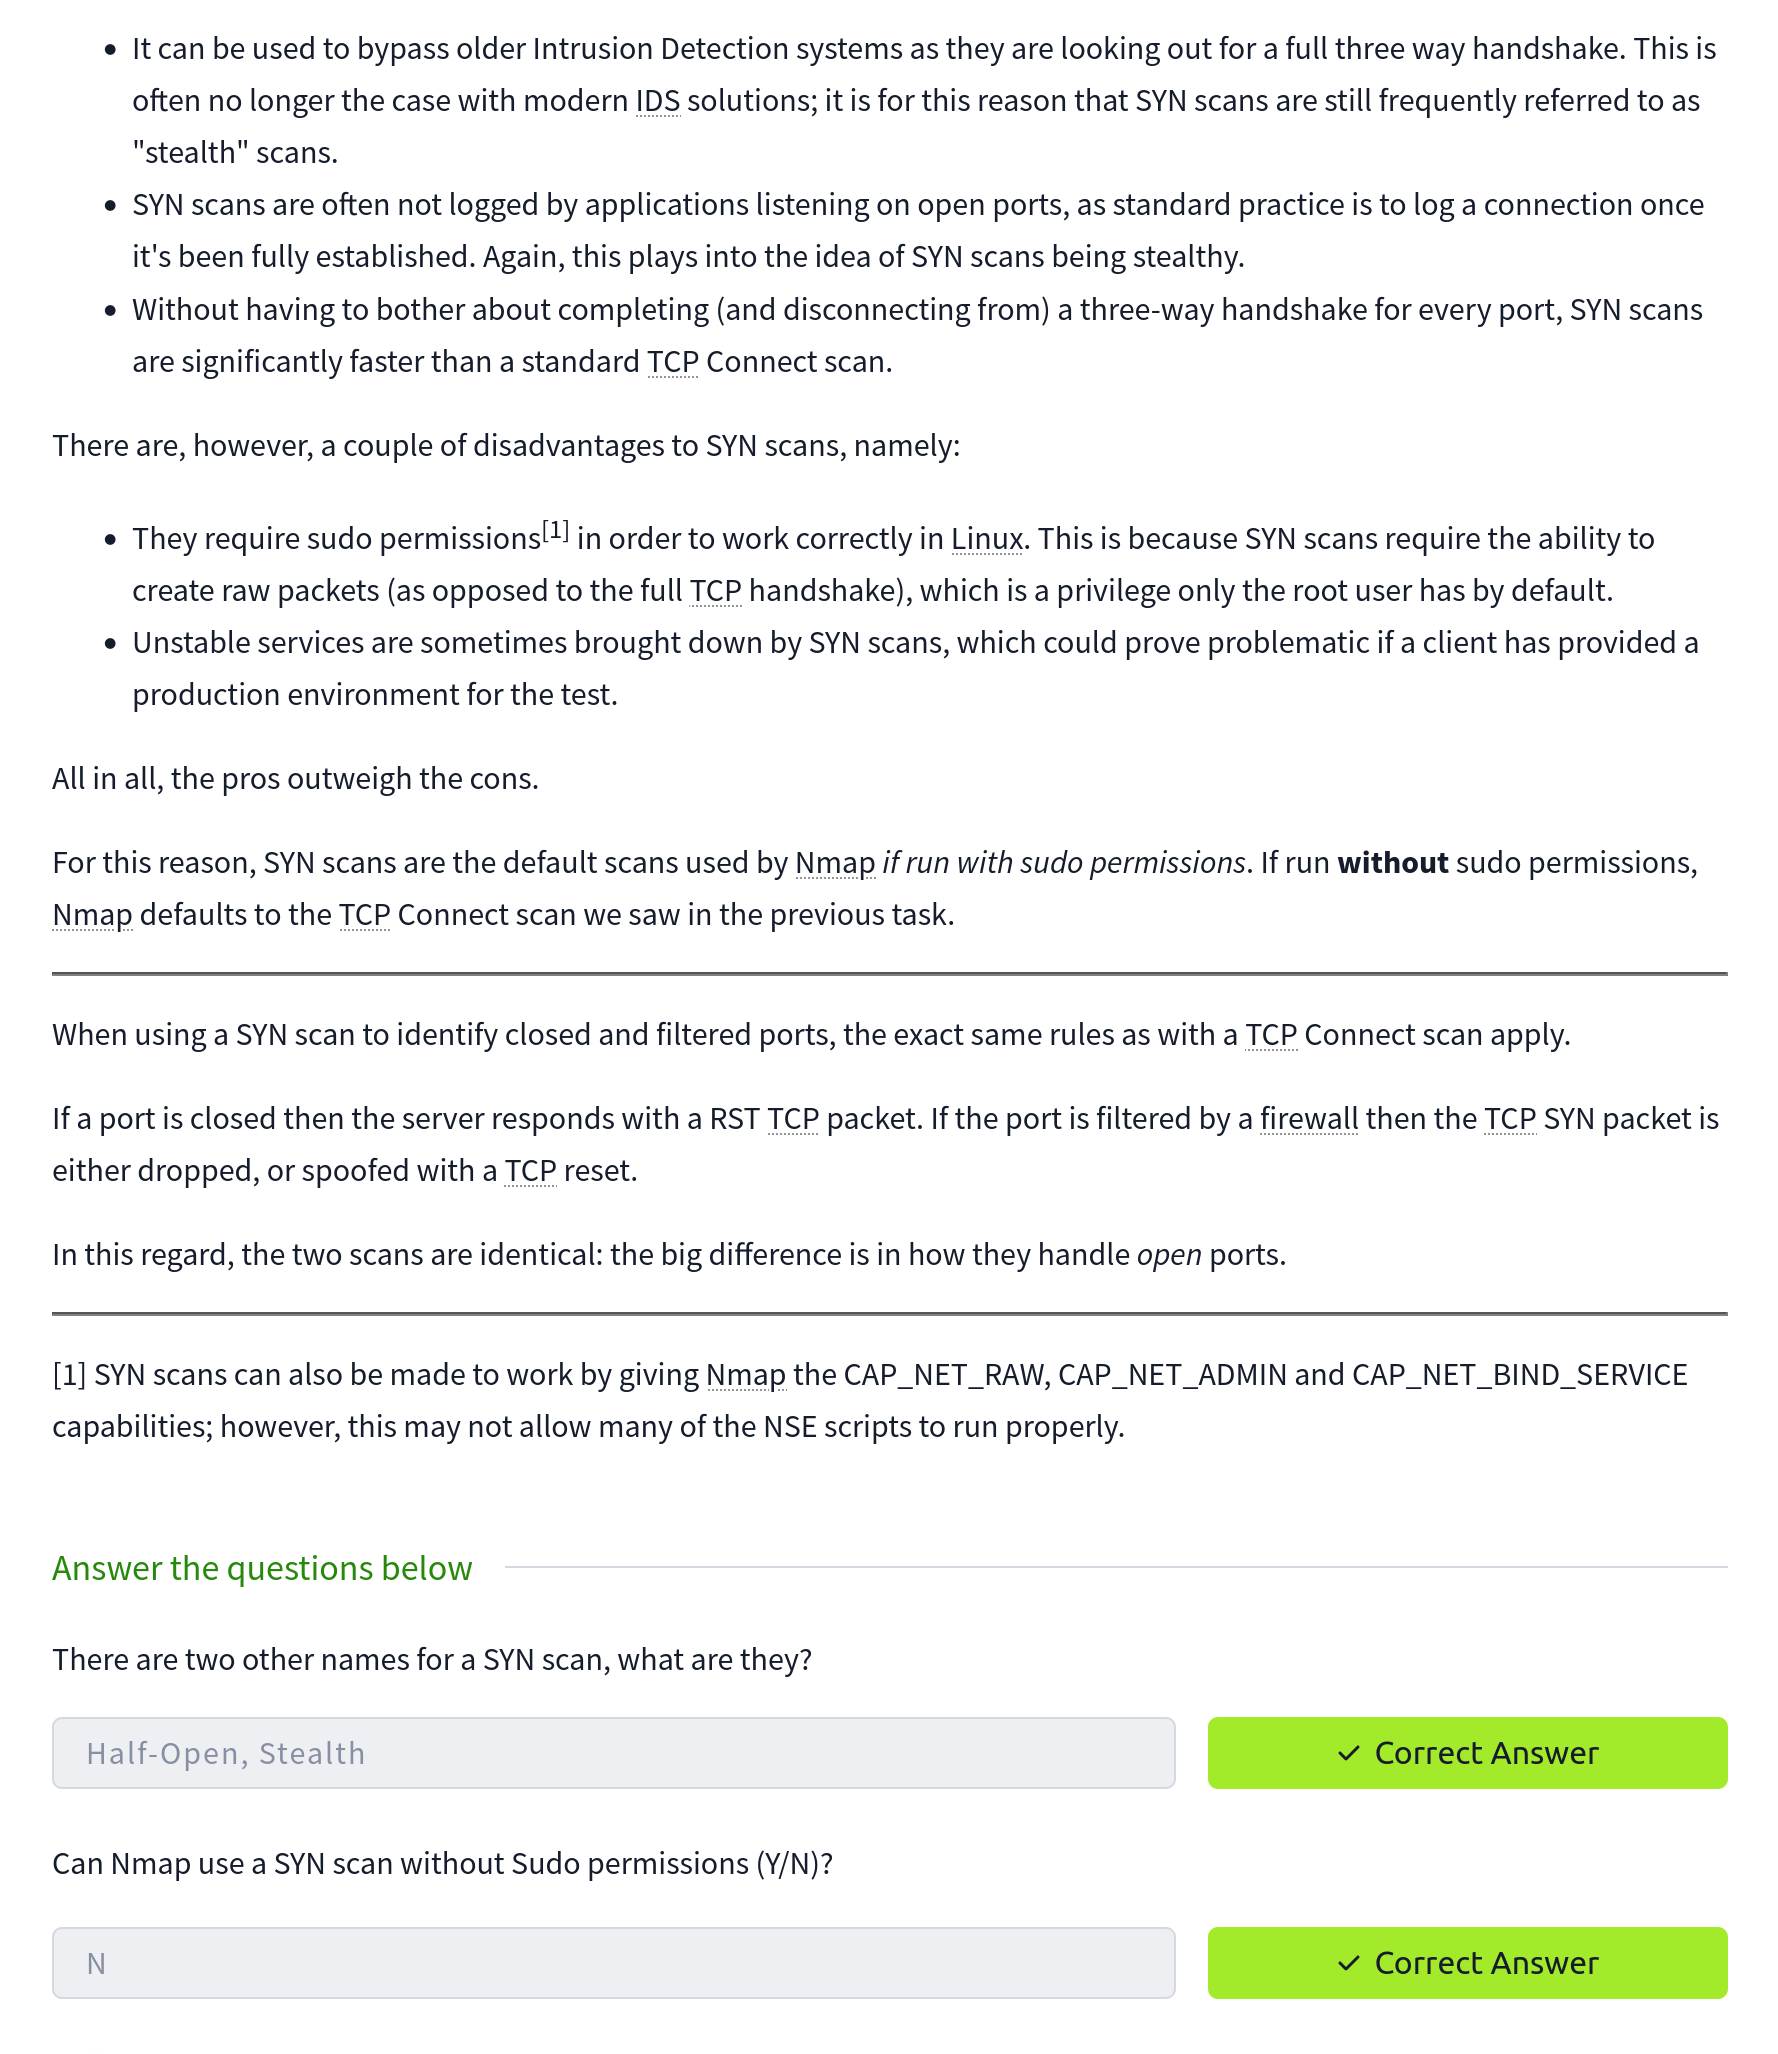 • It can be used to bypass older Intrusion Detection systems as they are looking out for a full three way handshake. This is
often no longer the case with modern IDS solutions; it is for this reason that SYN scans are still frequently referred to as
"stealth" scans.
• SYN scans are often not logged by applications listening on open ports, as standard practice is to log a connection once
it's been fully established. Again, this plays into the idea of SYN scans being stealthy.
• Without having to bother about completing (and disconnecting from) a three-way handshake for every port, SYN scans
are significantly faster than a standard TCP Connect scan.
There are, however, a couple of disadvantages to SYN scans, namely:
• They require sudo permissions[1] in order to work correctly in Linux. This is because SYN scans require the ability to
create raw packets (as opposed to the full TCP handshake), which is a privilege only the root user has by default.
• Unstable services are sometimes brought down by SYN scans, which could prove problematic if a client has provided a
production environment for the test.
All in all, the pros outweigh the cons.
For this reason, SYN scans are the default scans used by Nmap if run with sudo permissions. If run without sudo permissions,
Nmap defaults to the TCP Connect scan we saw in the previous task.
When using a SYN scan to identify closed and filtered ports, the exact same rules as with a TCP Connect scan apply.
If a port is closed then the server responds with a RST TCP packet. If the port is filtered by a firewall then the TCP SYN packet is
either dropped, or spoofed with a TCP reset.
In this regard, the two scans are identical: the big difference is in how they handle open ports.
[1] SYN scans can also be made to work by giving Nmap the CAP_NET_RAW, CAP_NET_ADMIN and CAP_NET_BIND_SERVICE
capabilities; however, this may not allow many of the NSE scripts to run properly.
Answer the questions below
There are two other names for a SYN scan, what are they?
Half-Open, Stealth
✓ Correct Answer
Can Nmap use a SYN scan without Sudo permissions (Y/N)?
N
✓ Correct Answer